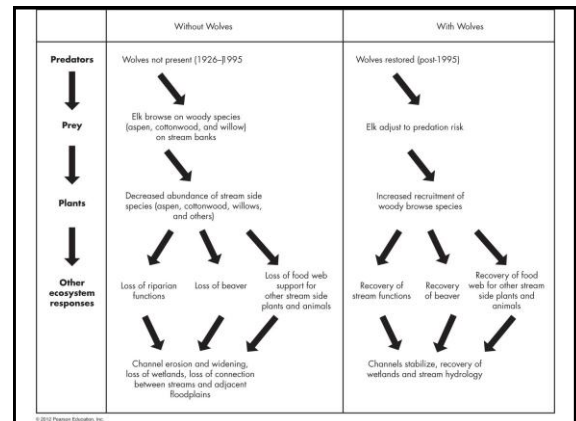 Without Wolves
With Wolves
Predators
Wolves not present (1926–1995
Wolves restored (post-1995)
Prey
Elk browse on woody species
(aspen, cottonwood, and willow)
on stream banks
Elk adjust to predation risk
Plants
Decreased abundance of stream side
species (aspen, cottonwood, willows,
and others)
Increased recruitment of
woody browse species
Other
ecosystem
responses
Loss of riparian
functions
Loss of beaver
Loss of food web
support for
other stream side
plants and animals
Recovery of
stream functions
Recovery
of beaver
Recovery of food
web for other stream
side plants and
animals
Channel erosion and widening,
loss of wetlands, loss of connection
between streams and adjacent
floodplains
Channels stabilize, recovery of
wetlands and stream hydrology
© 2012 Pearson Education, Inc.